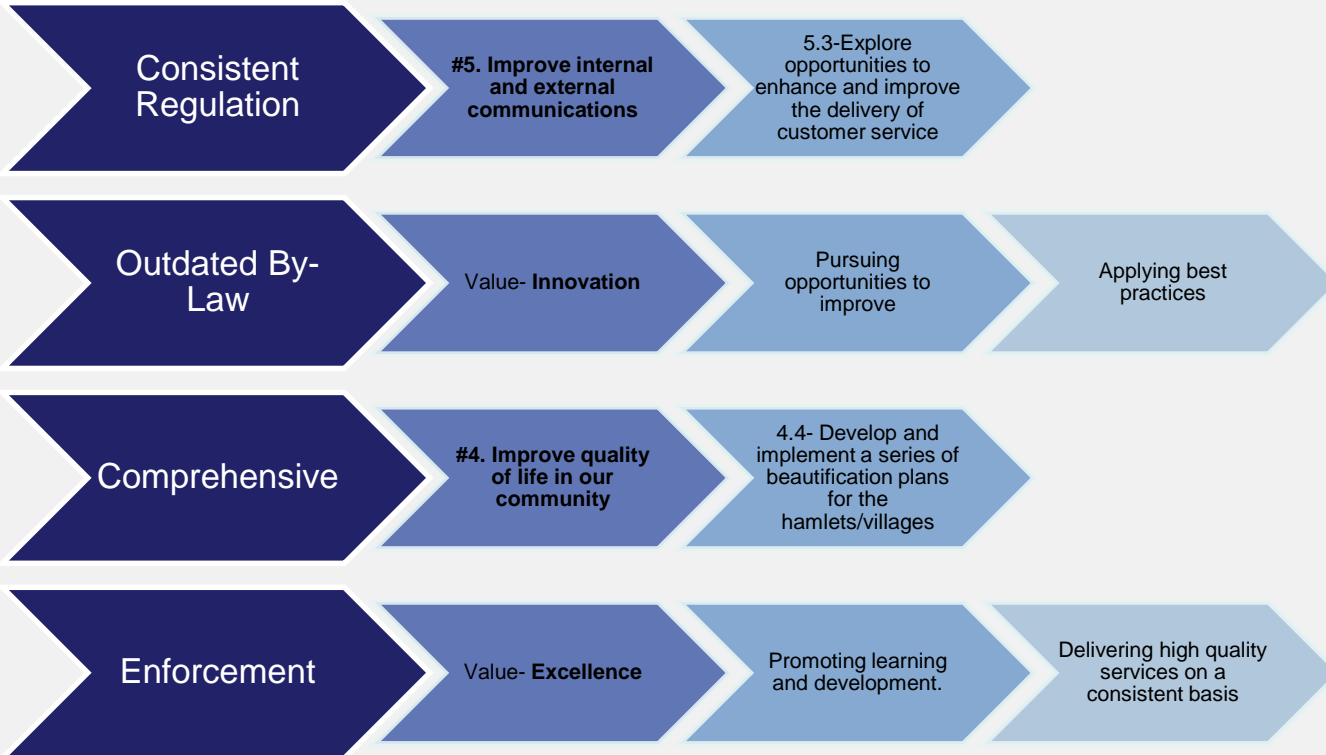 Consistent
Regulation
#5. Improve internal
and external
communications
5.3-Explore
opportunities to
enhance and improve
the delivery of
customer service
Outdated By-
Law
Value- Innovation
Pursuing
opportunities to
improve
Applying best
practices
Comprehensive
#4. Improve quality
of life in our
community
4.4- Develop and
implement a series of
beautification plans
for the
hamlets/villages
Enforcement
Value- Excellence
Promoting learning
and development.
Delivering high quality
services on a
consistent basis